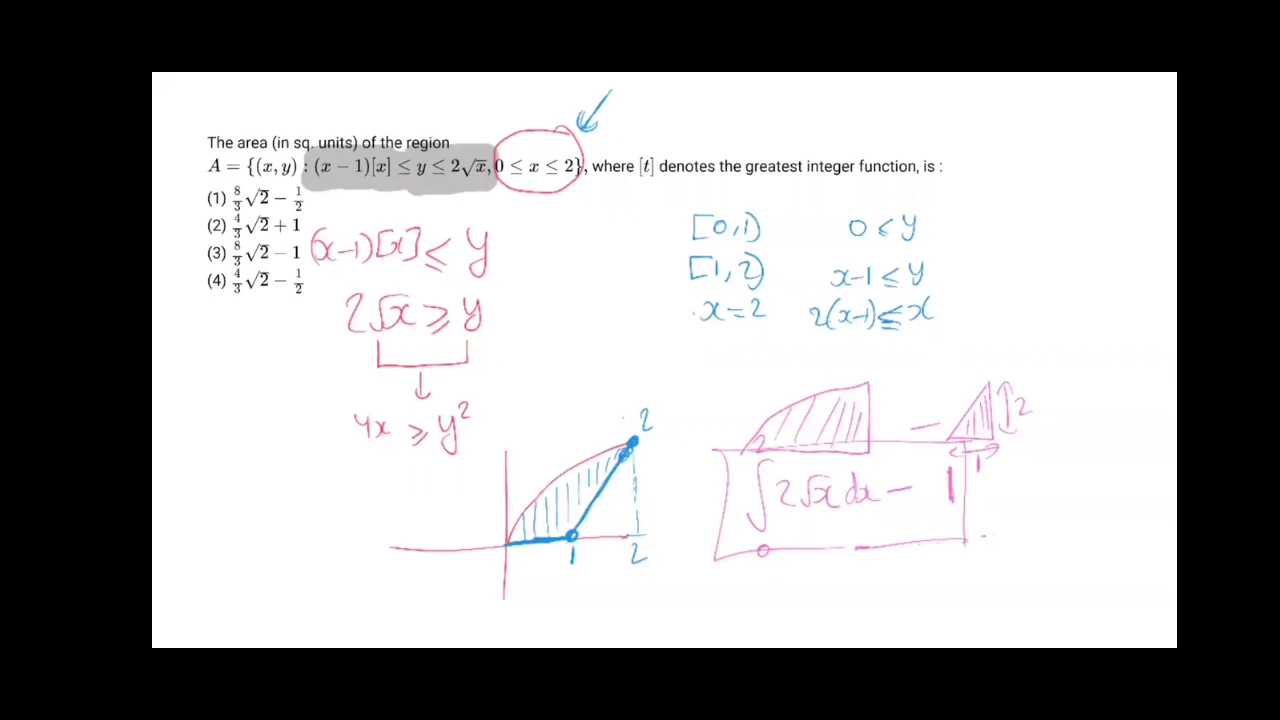 The area (in sq. units) of the region
A = {(x, y) : (x − 1)[x] ≤ y ≤ 2√x, 0 ≤ x ≤ 2}, where [t] denotes the greatest integer function, is :
(1) 8/3 √2 − 1/2
(2) 4/3 √2 + 1
(3) 8/3 √2 − 1
(4) 4/3 √2 − 1/2
(x−1)[x] ≤ y
2√x ≥ y
4x ≥ y²
[0,1) 0 ≤ y
[1,2) x−1 ≤ y
x=2 2(x−1) ≤ x
2
1 2
− 2
1
∫2√x dx − 1
0